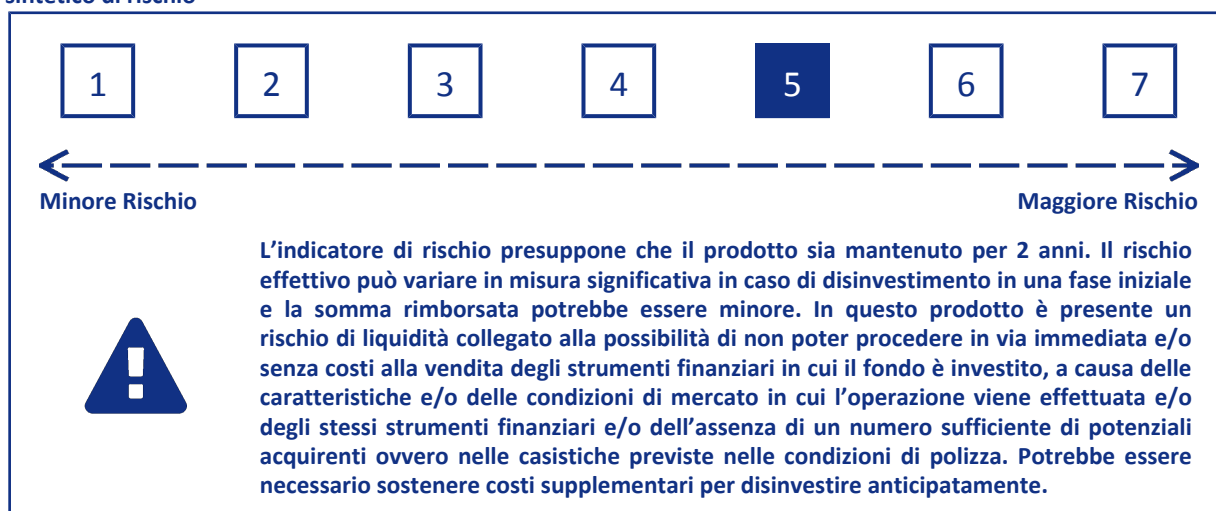 sintetico di rischio
1 2 3 4 5 6 7
Minore Rischio Maggiore Rischio
L’indicatore di rischio presuppone che il prodotto sia mantenuto per 2 anni. Il rischio
effettivo può variare in misura significativa in caso di disinvestimento in una fase iniziale
e la somma rimborsata potrebbe essere minore. In questo prodotto è presente un
rischio di liquidità collegato alla possibilità di non poter procedere in via immediata e/o
senza costi alla vendita degli strumenti finanziari in cui il fondo è investito, a causa delle
caratteristiche e/o delle condizioni di mercato in cui l’operazione viene effettuata e/o
degli stessi strumenti finanziari e/o dell’assenza di un numero sufficiente di potenziali
acquirenti ovvero nelle casistiche previste nelle condizioni di polizza. Potrebbe essere
necessario sostenere costi supplementari per disinvestire anticipatamente.